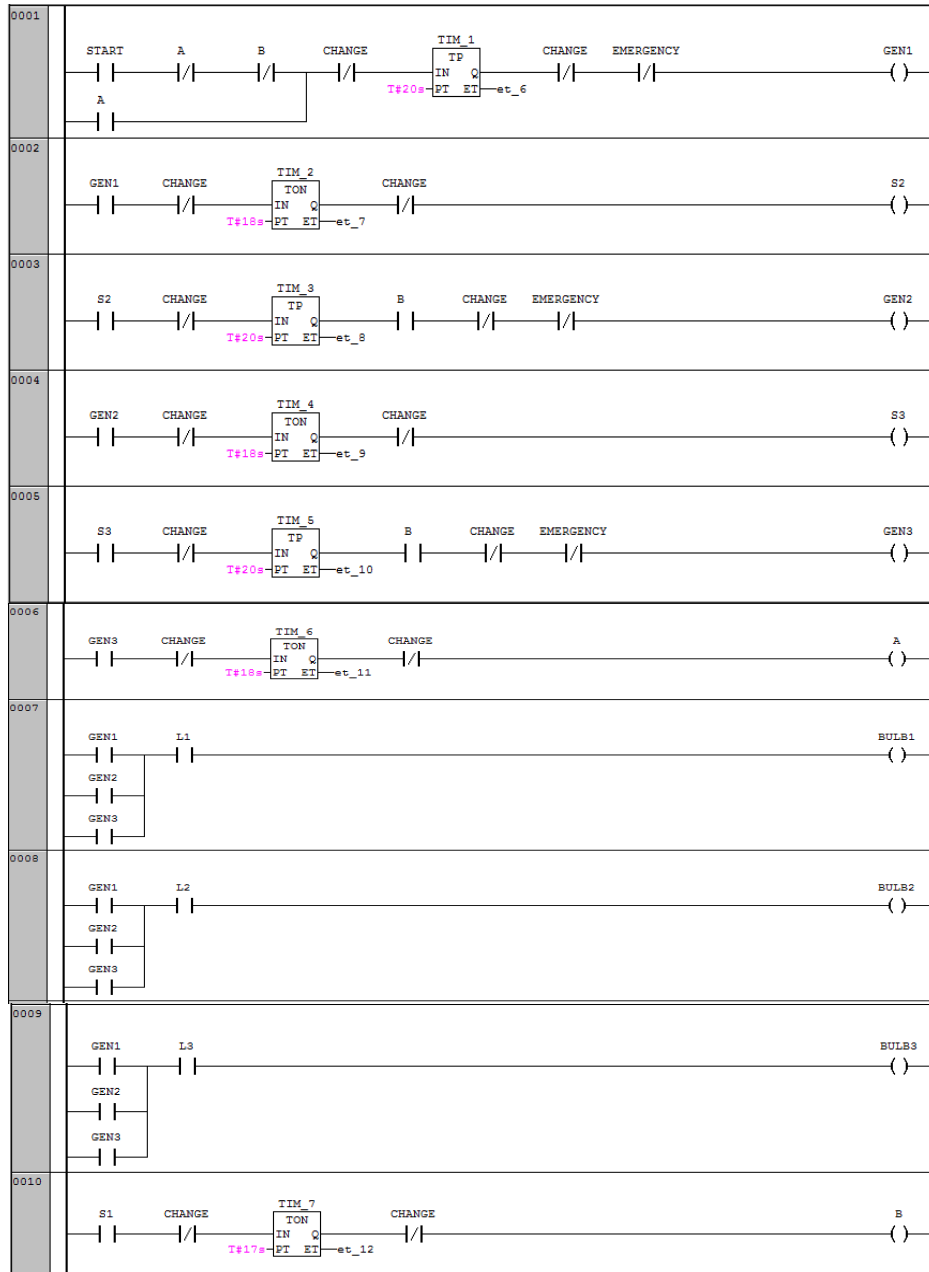 0001
TIM_1
START A B CHANGE TP CHANGE EMERGENCY GEN1
IN Q
T#20s PT ET et_6
A
0002
TIM_2
GEN1 CHANGE TON CHANGE S2
IN Q
T#18s PT ET et_7
0003
TIM_3
S2 CHANGE TP B CHANGE EMERGENCY GEN2
IN Q
T#20s PT ET et_8
0004
TIM_4
GEN2 CHANGE TON CHANGE S3
IN Q
T#18s PT ET et_9
0005
TIM_5
S3 CHANGE TP B CHANGE EMERGENCY GEN3
IN Q
T#20s PT ET et_10
0006
TIM_6
GEN3 CHANGE TON CHANGE A
IN Q
T#18s PT ET et_11
0007
GEN1 L1 BULB1
GEN2
GEN3
0008
GEN1 L2 BULB2
GEN2
GEN3
0009
GEN1 L3 BULB3
GEN2
GEN3
0010
TIM_7
S1 CHANGE TON CHANGE B
IN Q
T#17s PT ET et_12